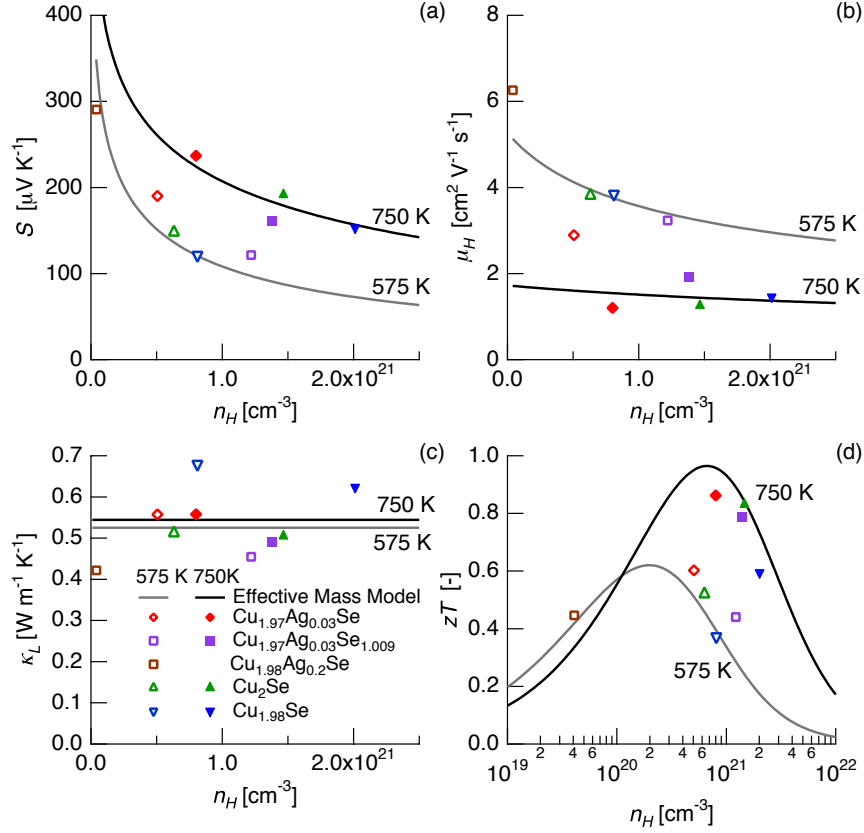 (a)
400
300
200
100
0
S [μV K⁻¹]
750 K
575 K
0.0
1.0
2.0x10²¹
n_H [cm⁻³]
(b)
8
6
4
2
0
μ_H [cm² V⁻¹ s⁻¹]
575 K
750 K
0.0
1.0
2.0x10²¹
n_H [cm⁻³]
(c)
0.7
0.6
0.5
0.4
0.3
0.2
0.1
0.0
κ_L [W m⁻¹ K⁻¹]
750 K
575 K
575 K 750K
Effective Mass Model
Cu₁.₉₇Ag₀.₀₃Se
Cu₁.₉₇Ag₀.₀₃Se₁.₀₀₉
Cu₁.₉₈Ag₀.₂Se
Cu₂Se
Cu₁.₉₈Se
0.0
1.0
2.0x10²¹
n_H [cm⁻³]
(d)
1.0
0.8
0.6
0.4
0.2
0.0
zT [-]
750 K
575 K
10¹⁹ 2 4 6 10²⁰ 2 4 6 8 10²¹ 2 4 6 10²²
n_H [cm⁻³]